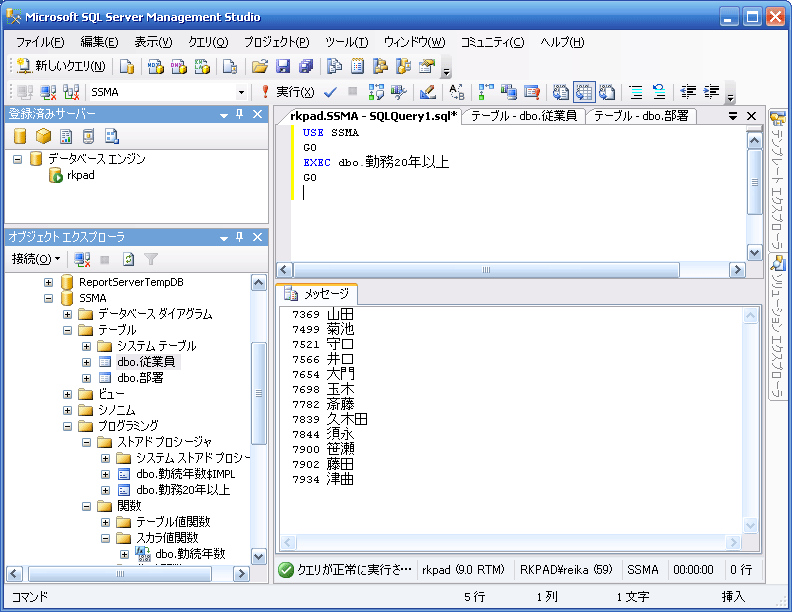 Microsoft SQL Server Management Studio
ファイル(F) 編集(E) 表示(V) クエリ(Q) プロジェクト(P) ツール(T) ウィンドウ(W) コミュニティ(C) ヘルプ(H)
新しいクエリ(N)
SSMA 実行(X)
登録済みサーバー
データベース エンジン
rkpad
オブジェクト エクスプローラ
接続(O)
ReportServerTempDB
SSMA
データベース ダイアグラム
テーブル
システム テーブル
dbo.従業員
dbo.部署
ビュー
シノニム
プログラミング
ストアド プロシージャ
システム ストアド プロシー
dbo.勤続年数$IMPL
dbo.勤務20年以上
関数
テーブル値関数
スカラ値関数
dbo.勤続年数
rkpad.SSMA - SQLQuery1.sql* テーブル - dbo.従業員 テーブル - dbo.部署
USE SSMA
GO
EXEC dbo.勤務20年以上
GO
メッセージ
7369 山田
7499 菊池
7521 守口
7566 井口
7654 大門
7698 玉木
7782 斎藤
7839 久木田
7844 須永
7900 笹瀬
7902 藤田
7934 津曲
クエリが正常に実行さ… rkpad (9.0 RTM) RKPAD¥reika (59) SSMA 00:00:00 0 行
テンプレート エクスプローラ
ソリューション エクスプローラ
コマンド 5 行 1 列 1 文字 挿入